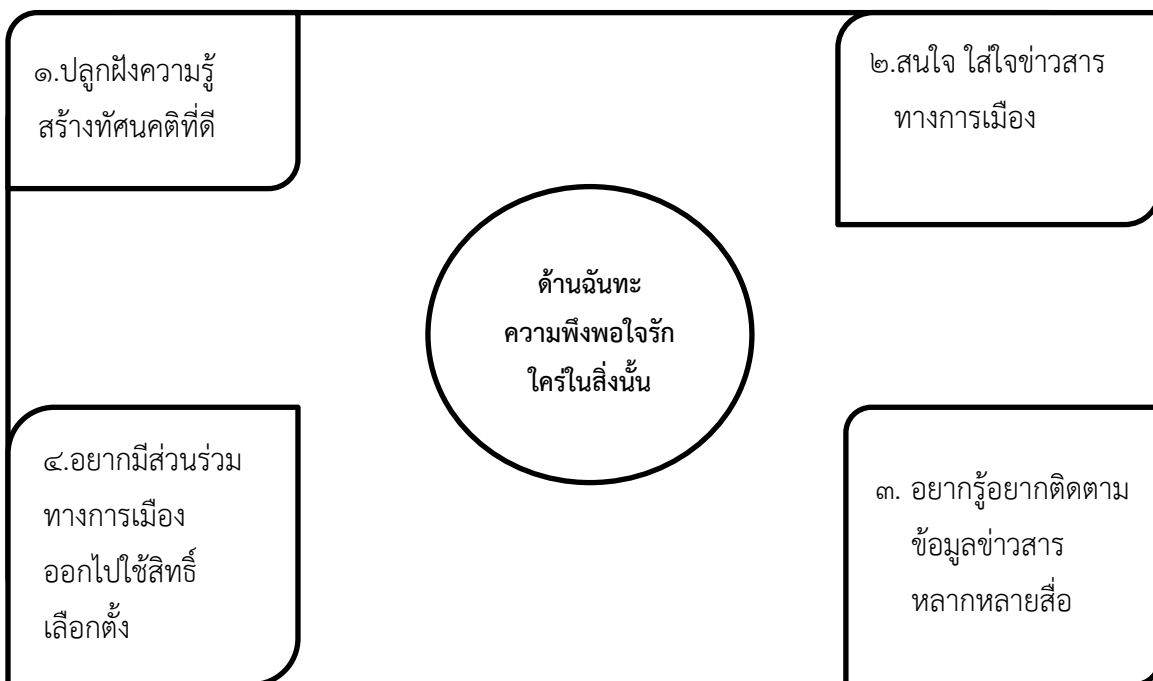 ๑.ปลูกฝังความรู้
สร้างทัศนคติที่ดี
๒.สนใจ ใส่ใจข่าวสาร
ทางการเมือง
ด้านฉันทะ
ความพึงพอใจรัก
ใคร่ในสิ่งนั้น
๓. อยากรู้อยากติดตาม
ข้อมูลข่าวสาร
หลากหลายสื่อ
๔.อยากมีส่วนร่วม
ทางการเมือง
ออกไปใช้สิทธิ์
เลือกตั้ง